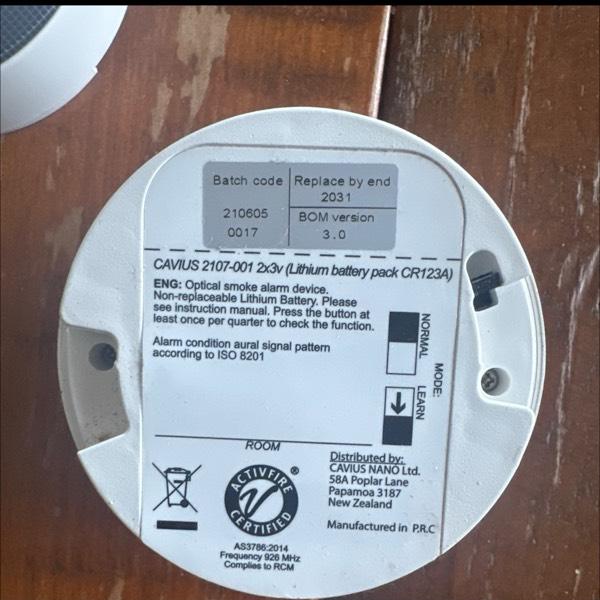 Batch code
210605
0017
Replace by end
2031
BOM version
3.0
CAVIUS 2107-001 2x3v (Lithium battery pack CR123A)
ENG: Optical smoke alarm device.
Non-replaceable Lithium Battery. Please
see instruction manual. Press the button at
least once per quarter to check the function.
Alarm condition aural signal pattern
according to ISO 8201
NORMAL
MODE:
LEARN
ROOM
ACTIVFIRE
®
CERTIFIED
AS3786:2014
Frequency 926 MHz
Complies to RCM
Distributed by:
CAVIUS NANO Ltd.
58A Poplar Lane
Papamoa 3187
New Zealand
Manufactured in P.R.C